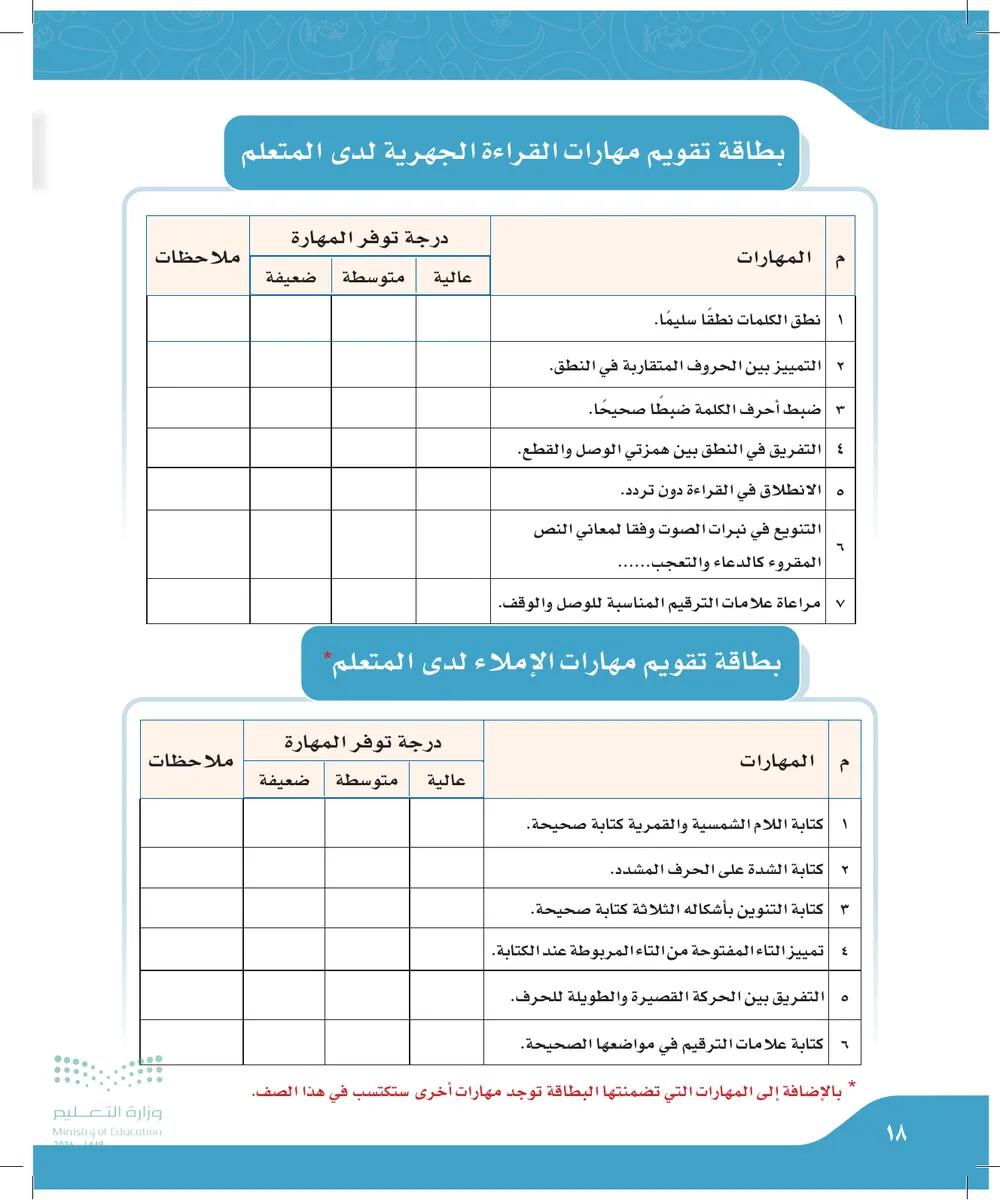 بطاقة تقويم مهارات القراءة الجهرية لدى المتعلم
م المهارات درجة توفر المهارة ملاحظات
عالية متوسطة ضعيفة
١ نطق الكلمات نطقًا سليمًا.
٢ التمييز بين الحروف المتقاربة في النطق.
٣ ضبط أحرف الكلمة ضبطًا صحيحًا.
٤ التفريق في النطق بين همزتي الوصل والقطع.
٥ الانطلاق في القراءة دون تردد.
٦ التنويع في نبرات الصوت وفقا لمعاني النص
المقروء كالدعاء والتعجب......
٧ مراعاة علامات الترقيم المناسبة للوصل والوقف.
بطاقة تقويم مهارات الإملاء لدى المتعلم*
م المهارات درجة توفر المهارة ملاحظات
عالية متوسطة ضعيفة
١ كتابة اللام الشمسية والقمرية كتابة صحيحة.
٢ كتابة الشدة على الحرف المشدد.
٣ كتابة التنوين بأشكاله الثلاثة كتابة صحيحة.
٤ تمييز التاء المفتوحة من التاء المربوطة عند الكتابة.
٥ التفريق بين الحركة القصيرة والطويلة للحرف.
٦ كتابة علامات الترقيم في مواضعها الصحيحة.
* بالإضافة إلى المهارات التي تضمنتها البطاقة توجد مهارات أخرى ستكتسب في هذا الصف.
وزارة التعـــليم
Ministry of Education
2026 - 1448
١٨